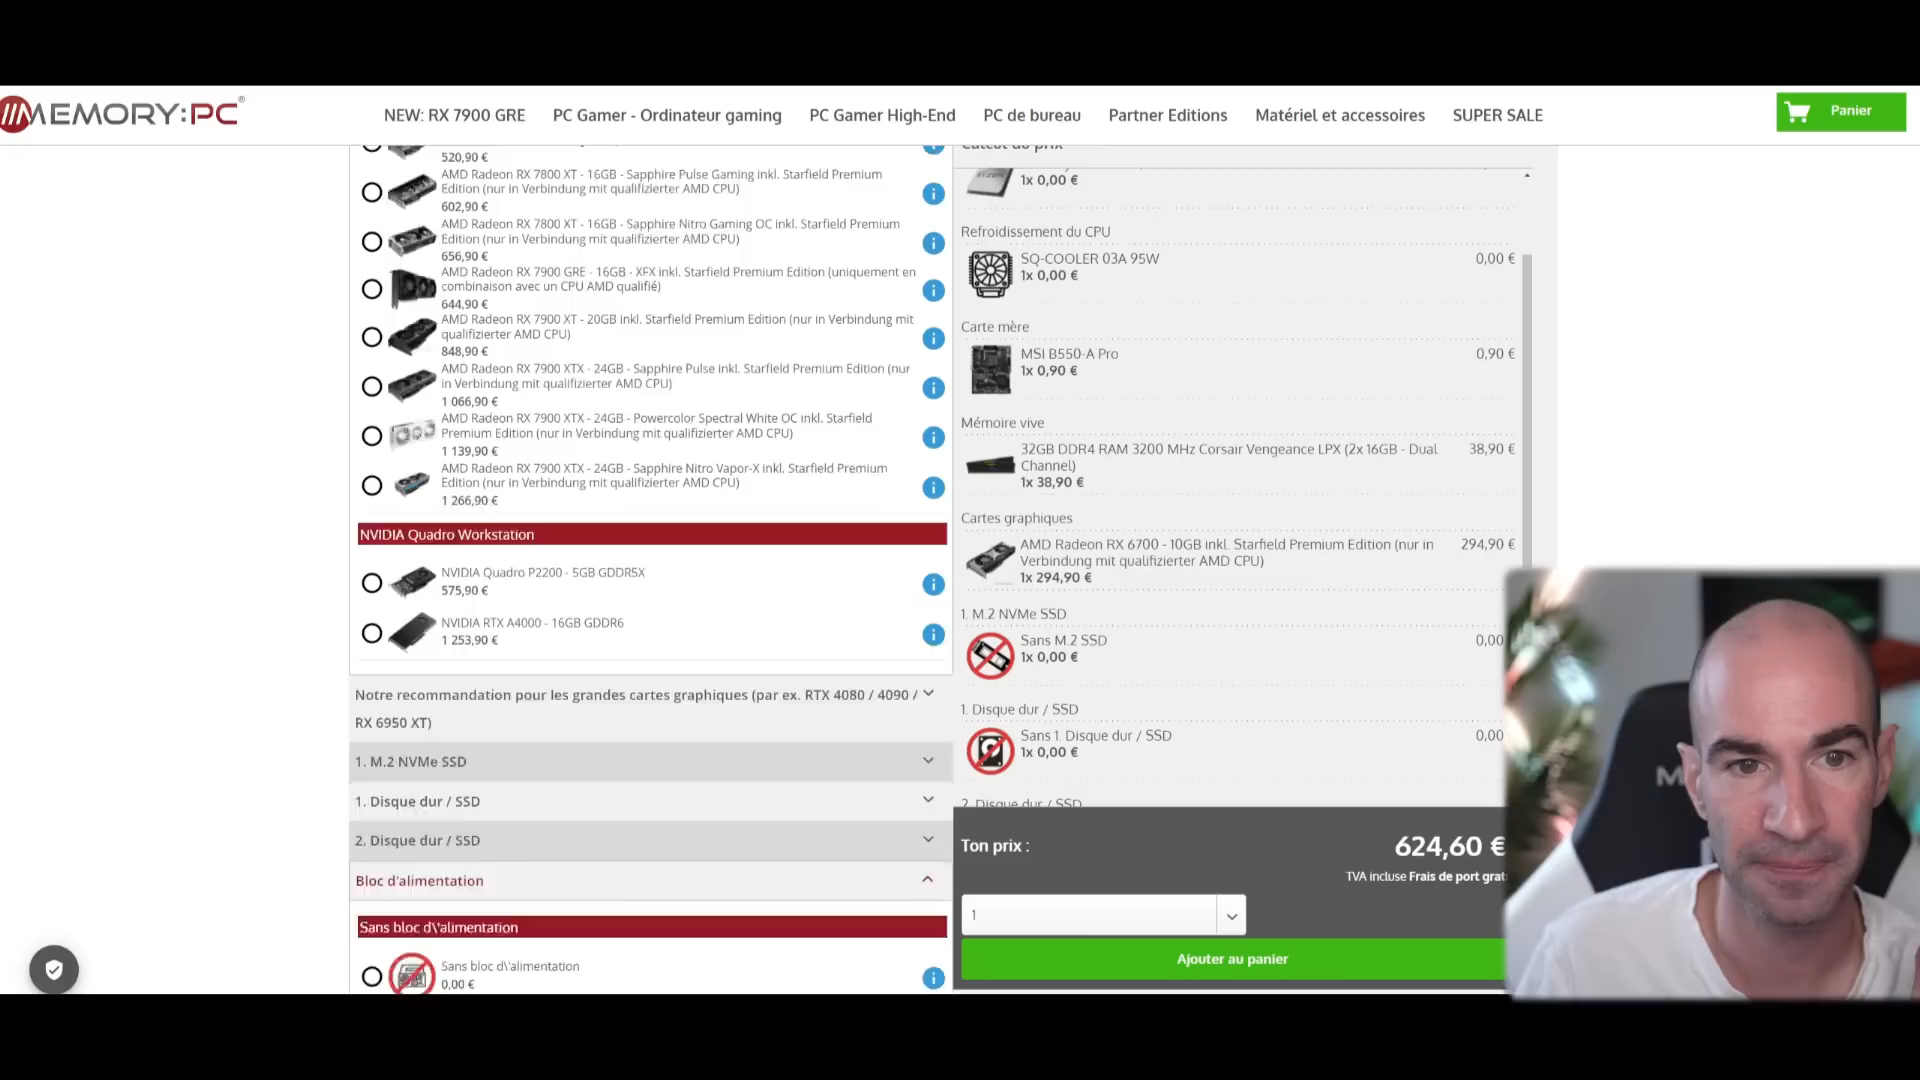 MEMORY:PC®
NEW: RX 7900 GRE
PC Gamer - Ordinateur gaming
PC Gamer High-End
PC de bureau
Partner Editions
Matériel et accessoires
SUPER SALE
Panier
520,90 €
AMD Radeon RX 7800 XT - 16GB - Sapphire Pulse Gaming inkl. Starfield Premium
Edition (nur in Verbindung mit qualifizierter AMD CPU)
602,90 €
AMD Radeon RX 7800 XT - 16GB - Sapphire Nitro Gaming OC inkl. Starfield Premium
Edition (nur in Verbindung mit qualifizierter AMD CPU)
656,90 €
AMD Radeon RX 7900 GRE - 16GB - XFX inkl. Starfield Premium Edition (uniquement en
combinaison avec un CPU AMD qualifié)
644,90 €
AMD Radeon RX 7900 XT - 20GB inkl. Starfield Premium Edition (nur in Verbindung mit
qualifizierter AMD CPU)
848,90 €
AMD Radeon RX 7900 XTX - 24GB - Sapphire Pulse inkl. Starfield Premium Edition (nur
in Verbindung mit qualifizierter AMD CPU)
1 066,90 €
AMD Radeon RX 7900 XTX - 24GB - Powercolor Spectral White OC inkl. Starfield
Premium Edition (nur in Verbindung mit qualifizierter AMD CPU)
1 139,90 €
AMD Radeon RX 7900 XTX - 24GB - Sapphire Nitro Vapor-X inkl. Starfield Premium
Edition (nur in Verbindung mit qualifizierter AMD CPU)
1 266,90 €
NVIDIA Quadro Workstation
NVIDIA Quadro P2200 - 5GB GDDR5X
575,90 €
NVIDIA RTX A4000 - 16GB GDDR6
1 253,90 €
Notre recommandation pour les grandes cartes graphiques (par ex. RTX 4080 / 4090 /
RX 6950 XT)
1. M.2 NVMe SSD
1. Disque dur / SSD
2. Disque dur / SSD
Bloc d'alimentation
Sans bloc d\'alimentation
Sans bloc d\'alimentation
0,00 €
Calcul du prix
1x 0,00 €
Refroidissement du CPU
SQ-COOLER 03A 95W
0,00 €
1x 0,00 €
Carte mère
MSI B550-A Pro
0,90 €
1x 0,90 €
Mémoire vive
32GB DDR4 RAM 3200 MHz Corsair Vengeance LPX (2x 16GB - Dual
38,90 €
Channel)
1x 38,90 €
Cartes graphiques
AMD Radeon RX 6700 - 10GB inkl. Starfield Premium Edition (nur in
294,90 €
Verbindung mit qualifizierter AMD CPU)
1x 294,90 €
1. M.2 NVMe SSD
Sans M.2 SSD
0,00
1x 0,00 €
1. Disque dur / SSD
Sans 1. Disque dur / SSD
0,00
1x 0,00 €
2. Disque dur / SSD
Ton prix :
624,60 €
TVA incluse Frais de port grat
1
Ajouter au panier